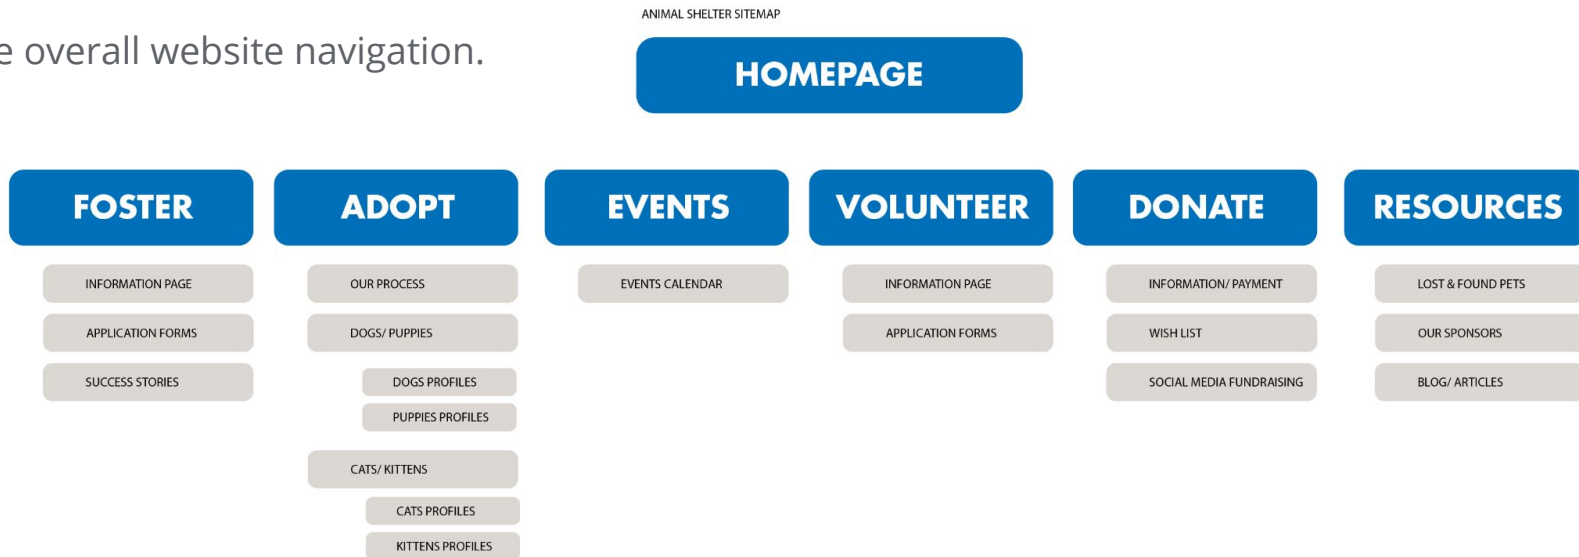 ANIMAL SHELTER SITEMAP
e overall website navigation.
HOMEPAGE
FOSTER
INFORMATION PAGE
APPLICATION FORMS
SUCCESS STORIES
ADOPT
OUR PROCESS
DOGS/ PUPPIES
DOGS PROFILES
PUPPIES PROFILES
CATS/ KITTENS
CATS PROFILES
KITTENS PROFILES
EVENTS
EVENTS CALENDAR
VOLUNTEER
INFORMATION PAGE
APPLICATION FORMS
DONATE
INFORMATION/ PAYMENT
WISH LIST
SOCIAL MEDIA FUNDRAISING
RESOURCES
LOST & FOUND PETS
OUR SPONSORS
BLOG/ ARTICLES